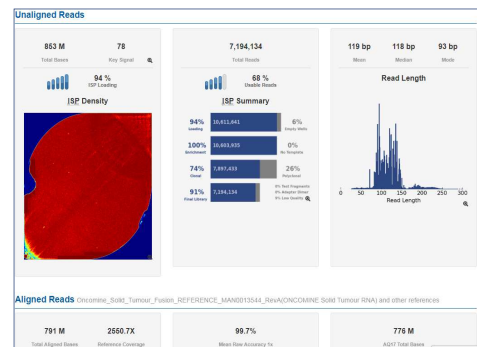 Unaligned Reads
853 M
Total Bases
78
Key Signal
94 %
ISP Loading
ISP Density
7,194,134
Total Reads
68 %
Usable Reads
ISP Summary
94% Loading 10,611,641 6% Empty Wells
100% Enrichment 10,603,935 0% No Template
74% Clonal 7,897,433 26% Polyclonal
91% Final Library 7,194,134 0% Test Fragments
0% Adapter Dimer
9% Low Quality
119 bp
Mean
118 bp
Median
93 bp
Mode
Read Length
0 50 100 150 200 250 300
Read Length
Aligned Reads Oncomine_Solid_Tumour_Fusion_REFERENCE_MAN0013544_RevA(ONCOMINE Solid Tumour RNA) and other references
791 M
Total Aligned Bases
2550.7X
Reference Coverage
99.7%
Mean Raw Accuracy 1x
776 M
AQ17 Total Bases